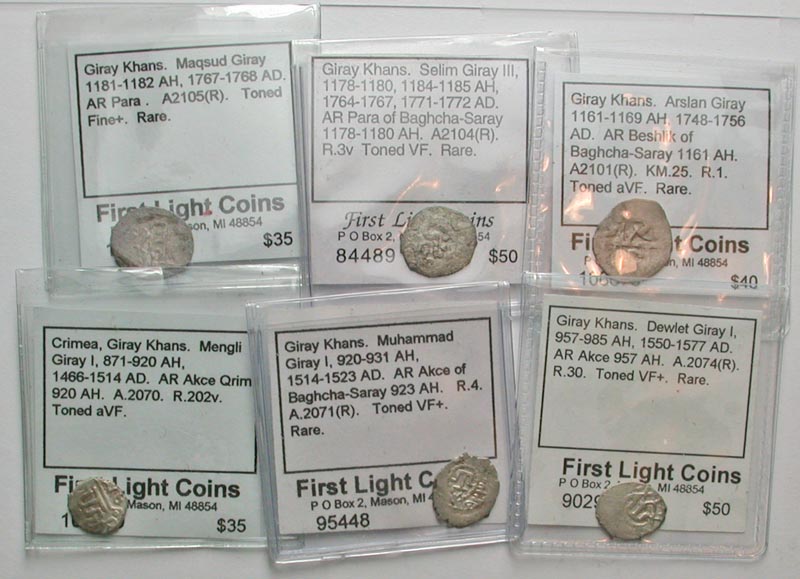 Giray Khans. Maqsud Giray
1181-1182 AH, 1767-1768 AD.
AR Para . A2105(R). Toned
Fine+. Rare.
First Light Coins
Mason, MI 48854
$35
Giray Khans. Selim Giray III,
1178-1180, 1184-1185 AH,
1764-1767, 1771-1772 AD.
AR Para of Baghcha-Saray
1178-1180 AH. A2104(R).
R.3v Toned VF. Rare.
First Light Coins
P O Box 2,
84489 $50
Giray Khans. Arslan Giray
1161-1169 AH, 1748-1756
AD. AR Beshlik of
Baghcha-Saray 1161 AH.
A2101(R). KM.25. R.1.
Toned aVF. Rare.
First Light Coins
Mason, MI 48854
$40
Crimea, Giray Khans. Mengli
Giray I, 871-920 AH,
1466-1514 AD. AR Akce Qrim
920 AH. A.2070. R.202v.
Toned aVF.
First Light Coins
Mason, MI 48854
$35
Giray Khans. Muhammad
Giray I, 920-931 AH,
1514-1523 AD. AR Akce of
Baghcha-Saray 923 AH. R.4.
A.2071(R). Toned VF+.
Rare.
First Light C
P O Box 2, Mason, MI 4
95448
Giray Khans. Dewlet Giray I,
957-985 AH, 1550-1577 AD.
AR Akce 957 AH. A.2074(R).
R.30. Toned VF+. Rare.
First Light Coins
P O Box 2, MI 48854
$50